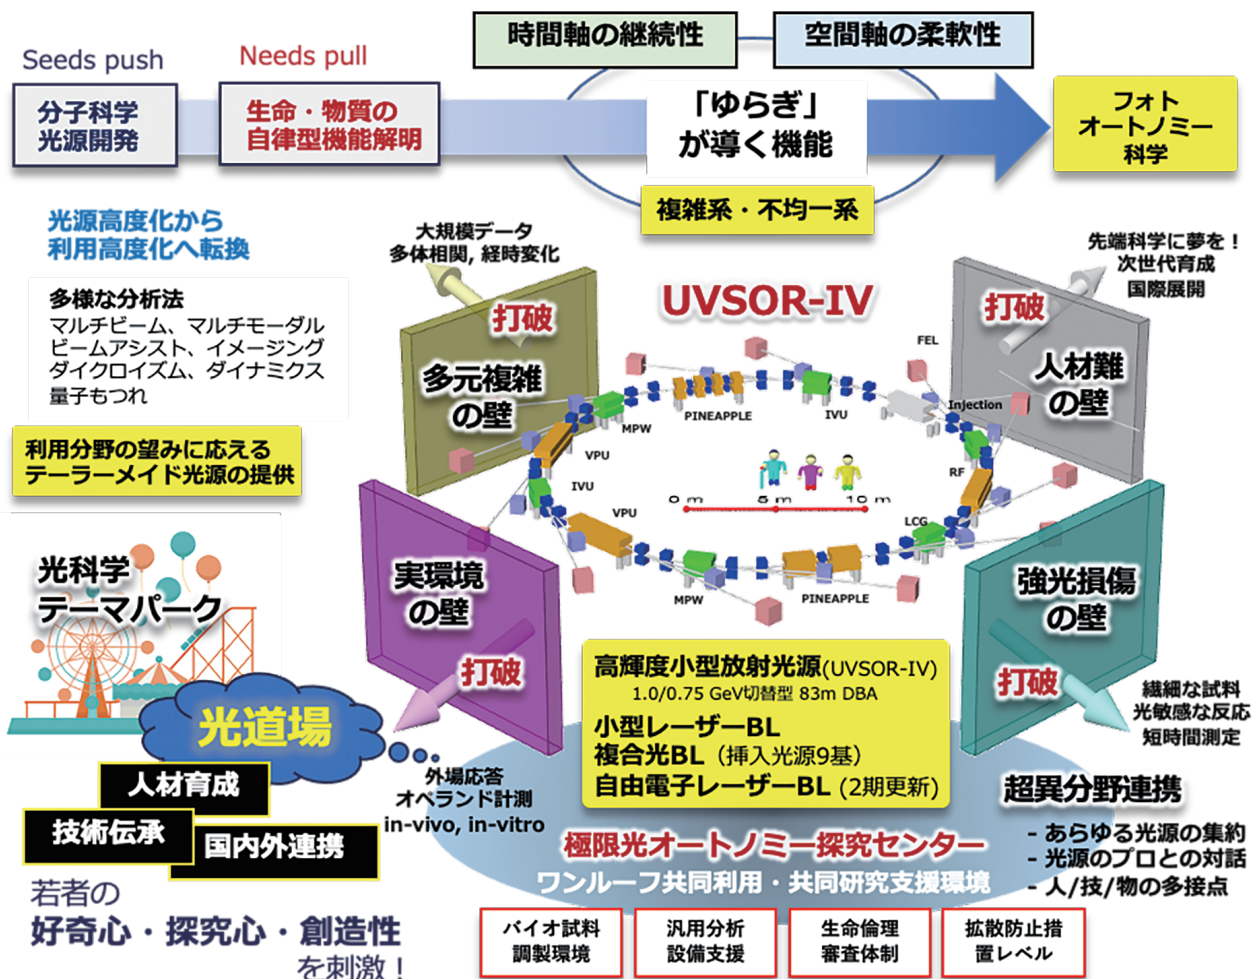 時間軸の継続性
空間軸の柔軟性
Seeds push
Needs pull
分子科学
光源開発
生命・物質の
自律型機能解明
「ゆらぎ」
が導く機能
フォト
オートノミー
科学
複雑系・不均一系
光源高度化から
利用高度化へ転換
多様な分析法
マルチビーム、マルチモーダル
ビームアシスト、イメージング
ダイクロイズム、ダイナミクス
量子もつれ
利用分野の望みに応える
テーラーメイド光源の提供
大規模データ
多体相関, 経時変化
打破
多元複雑
の壁
UVSOR-IV
先端科学に夢を！
次世代育成
国際展開
打破
人材難
の壁
FEL
Injection
PINEAPPLE
IVU
MPW
VPU
IVU
VPU
RF
LCG
MPW
PINEAPPLE
0 m
5 m
10 m
実環境
の壁
打破
強光損傷
の壁
打破
繊細な試料
光敏感な反応
短時間測定
光科学
テーマパーク
光道場
人材育成
技術伝承
国内外連携
若者の
好奇心・探究心・創造性
を刺激！
外場応答
オペランド計測
in-vivo, in-vitro
高輝度小型放射光源(UVSOR-IV)
1.0/0.75 GeV切替型 83m DBA
小型レーザーBL
複合光BL（挿入光源9基）
自由電子レーザーBL (2期更新)
極限光オートノミー探究センター
ワンルーフ共同利用・共同研究支援環境
超異分野連携
- あらゆる光源の集約
- 光源のプロとの対話
- 人/技/物の多接点
バイオ試料
調製環境
汎用分析
設備支援
生命倫理
審査体制
拡散防止措
置レベル